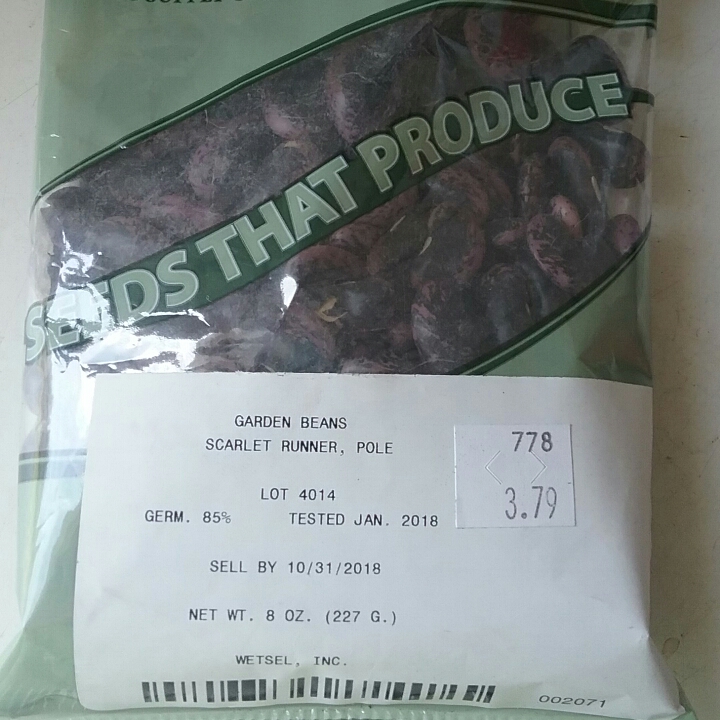 SEEDS THAT PRODUCE
GARDEN BEANS
SCARLET RUNNER, POLE
778
3.79
LOT 4014
GERM. 85% TESTED JAN. 2018
SELL BY 10/31/2018
NET WT. 8 OZ. (227 G.)
WETSEL, INC.
002071